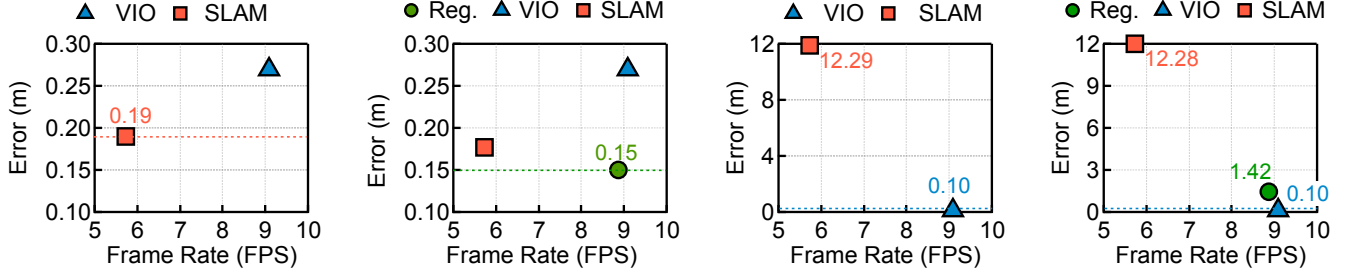 VIO SLAM
0.30
0.25
0.20
0.15
0.10
Error (m)
0.19
5 6 7 8 9 10
Frame Rate (FPS)
Reg. VIO SLAM
0.30
0.25
0.20
0.15
0.10
Error (m)
0.15
5 6 7 8 9 10
Frame Rate (FPS)
VIO SLAM
12
8
4
0
Error (m)
12.29
0.10
5 6 7 8 9 10
Frame Rate (FPS)
Reg. VIO SLAM
12
9
6
3
0
Error (m)
12.28
1.42
0.10
5 6 7 8 9 10
Frame Rate (FPS)